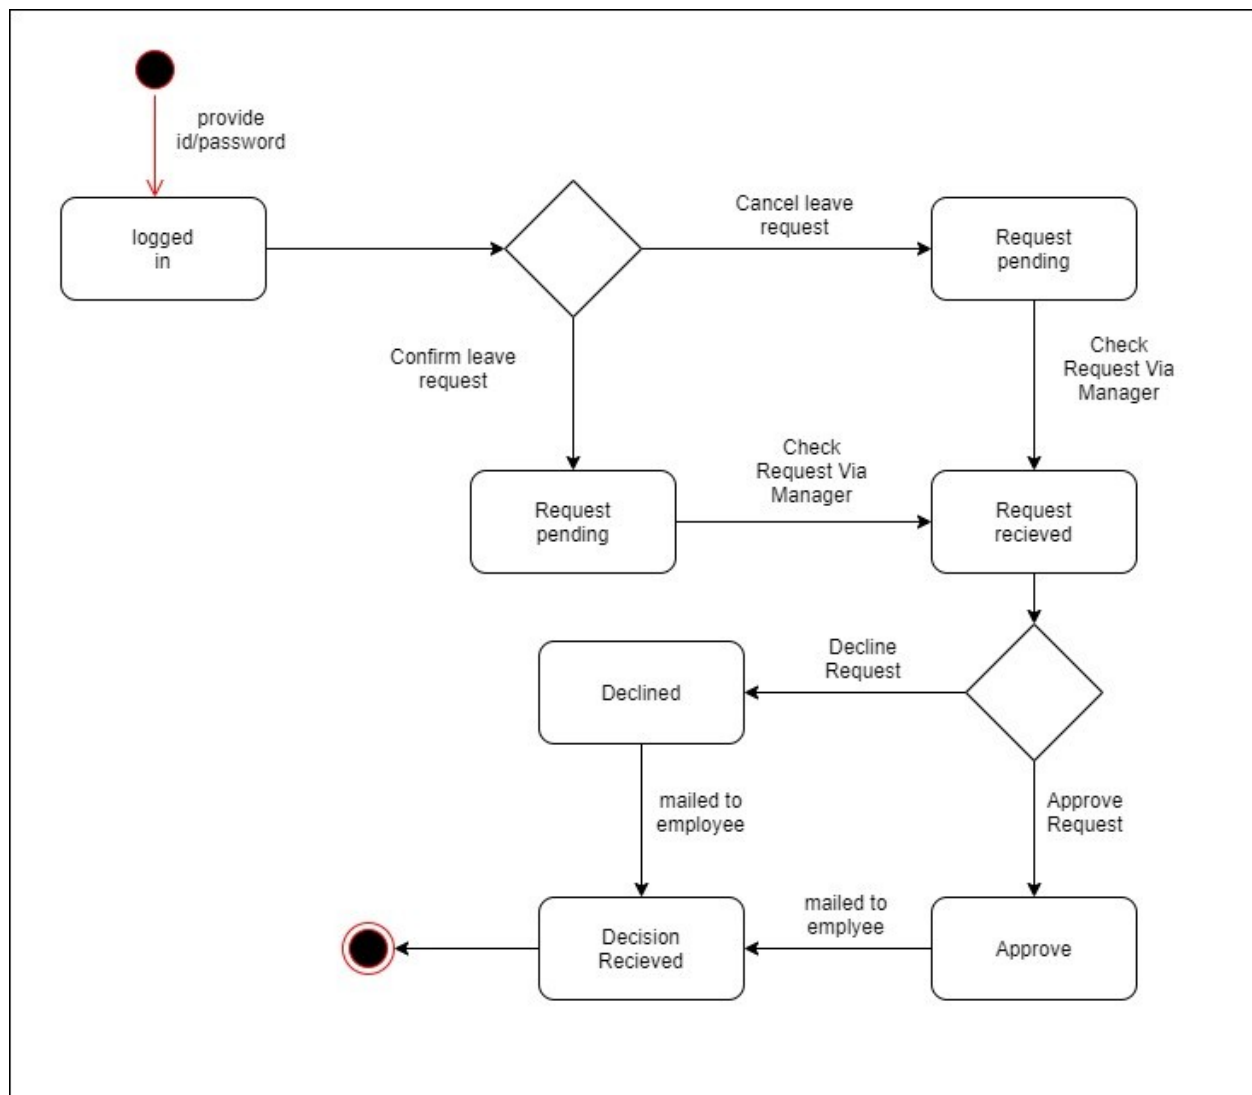 provide
id/password
logged
in
Cancel leave
request
Request
pending
Confirm leave
request
Check
Request Via
Manager
Request
pending
Check
Request Via
Manager
Request
recieved
Declined
Decline
Request
mailed to
employee
Approve
Request
Decision
Recieved
mailed to
emplyee
Approve